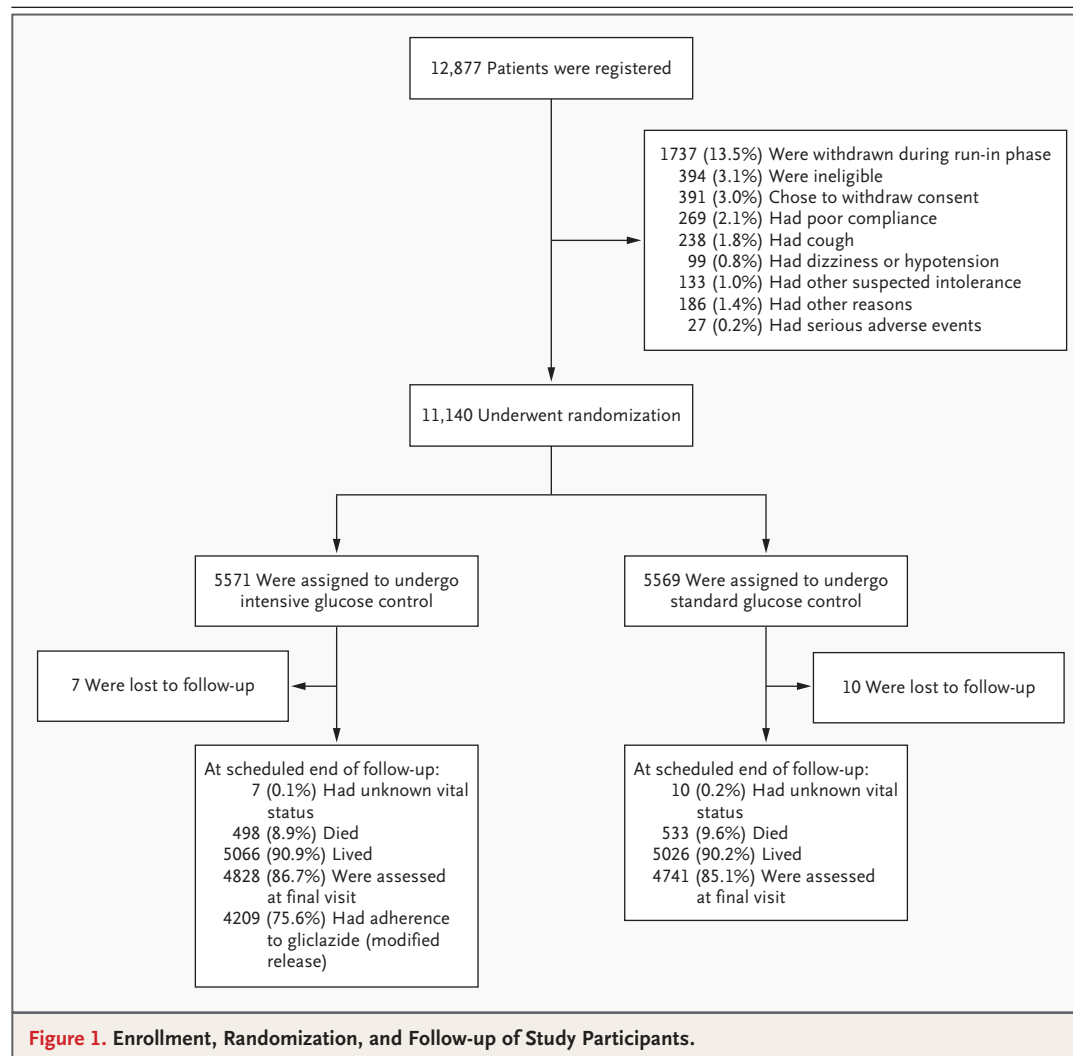 12,877 Patients were registered
1737 (13.5%) Were withdrawn during run-in phase
394 (3.1%) Were ineligible
391 (3.0%) Chose to withdraw consent
269 (2.1%) Had poor compliance
238 (1.8%) Had cough
99 (0.8%) Had dizziness or hypotension
133 (1.0%) Had other suspected intolerance
186 (1.4%) Had other reasons
27 (0.2%) Had serious adverse events
11,140 Underwent randomization
5571 Were assigned to undergo
intensive glucose control
5569 Were assigned to undergo
standard glucose control
7 Were lost to follow-up
10 Were lost to follow-up
At scheduled end of follow-up:
7 (0.1%) Had unknown vital
status
498 (8.9%) Died
5066 (90.9%) Lived
4828 (86.7%) Were assessed
at final visit
4209 (75.6%) Had adherence
to gliclazide (modified
release)
At scheduled end of follow-up:
10 (0.2%) Had unknown vital
status
533 (9.6%) Died
5026 (90.2%) Lived
4741 (85.1%) Were assessed
at final visit
Figure 1. Enrollment, Randomization, and Follow-up of Study Participants.